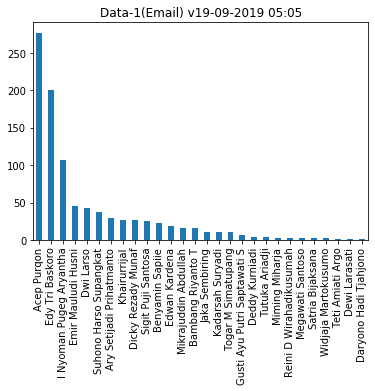 Data-1(Email) v19-09-2019 05:05
250
200
150
100
50
0
Acep Purqon
Edy Tri Baskoro
I Nyoman Pugeg Aryantha
Emir Mauludi Husni
Dwi Larso
Suhono Harso Supangkat
Ary Setijadi Prihatmanto
Khairurrijal
Dicky Rezady Munaf
Sigit Puji Santosa
Benyamin Sapiie
Edwan Kardena
Mikrajuddin Abdullah
Bambang Riyanto T
Jaka Sembiring
Kadarsah Suryadi
Togar M Simatupang
Gusti Ayu Putri Saptawati S
Deddy Kurniadi
Tutuka Ariadji
Miming Miharja
Reini D Wirahadikusumah
Megawati Santoso
Satria Bijaksana
Widjaja Martokusumo
Teti Amiati Argo
Dewi Larasati
Daryono Hadi Tjahjono